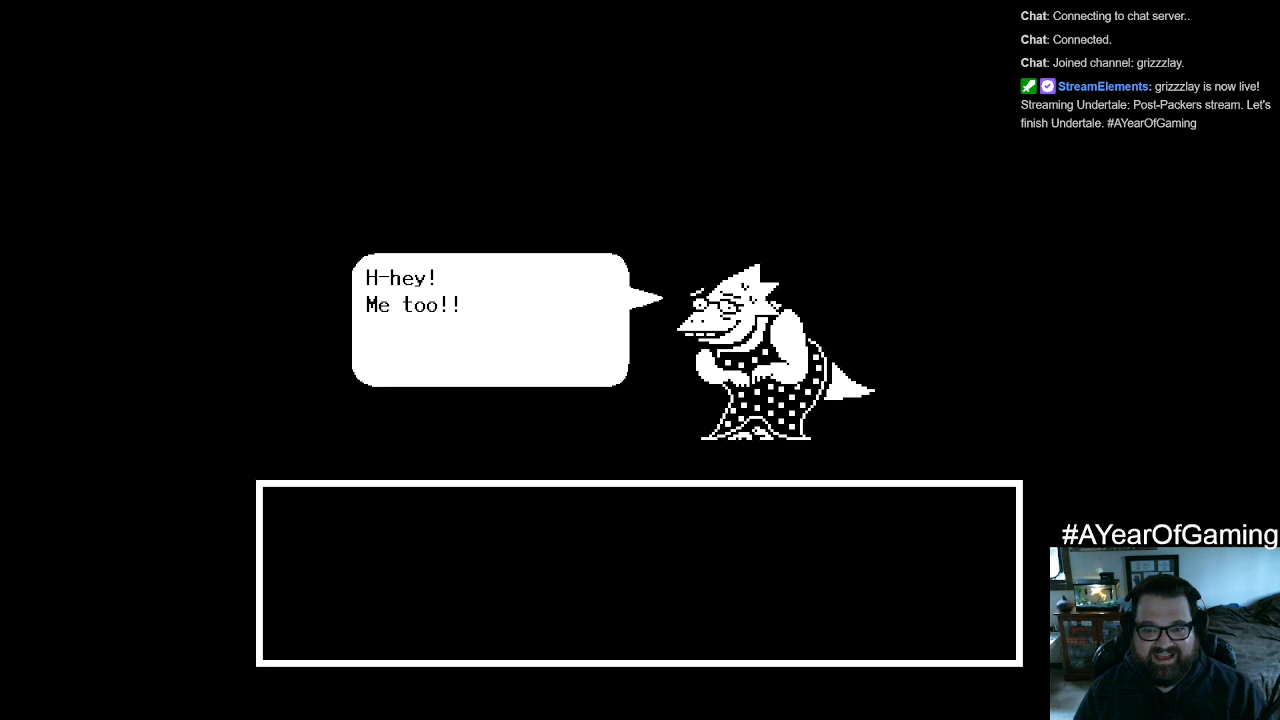 Chat: Connecting to chat server..
Chat: Connected.
Chat: Joined channel: grizzzlay.
StreamElements: grizzzlay is now live!
Streaming Undertale: Post-Packers stream. Let's
finish Undertale. #AYearOfGaming
H-hey!
Me too!!
#AYearOfGaming